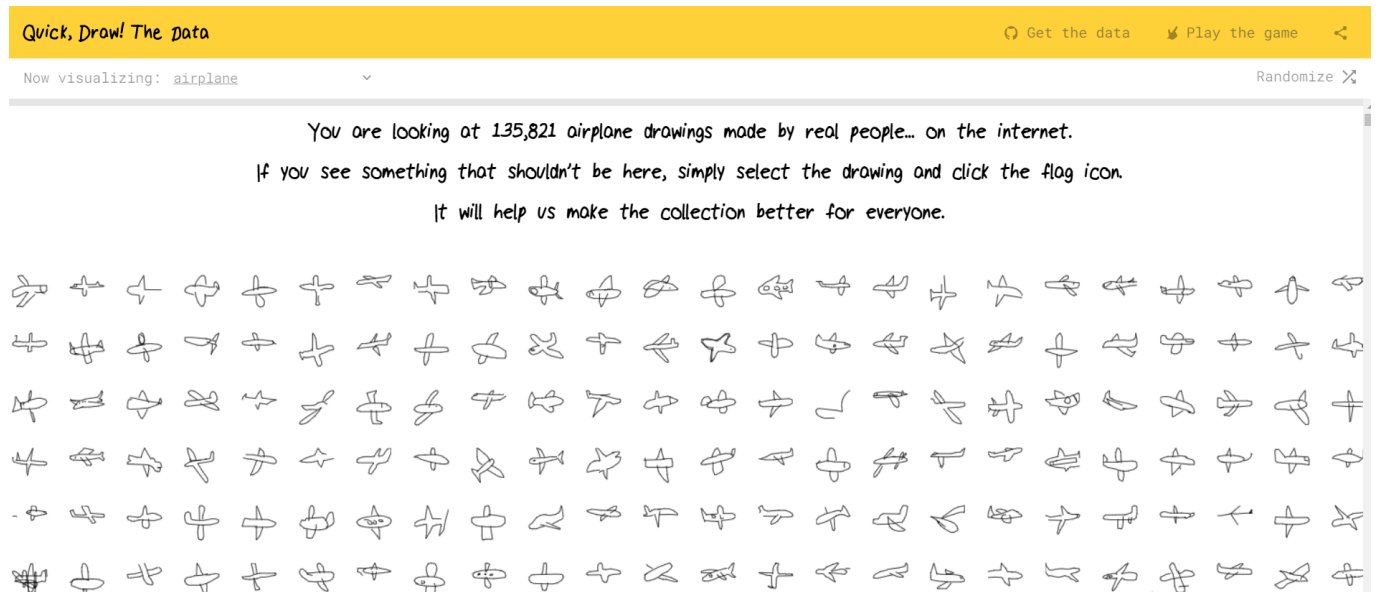 Quick, Draw! The Data
Get the data
Play the game
Now visualizing: airplane
Randomize
You are looking at 135,821 airplane drawings made by real people... on the internet.
If you see something that shouldn't be here, simply select the drawing and click the flag icon.
It will help us make the collection better for everyone.